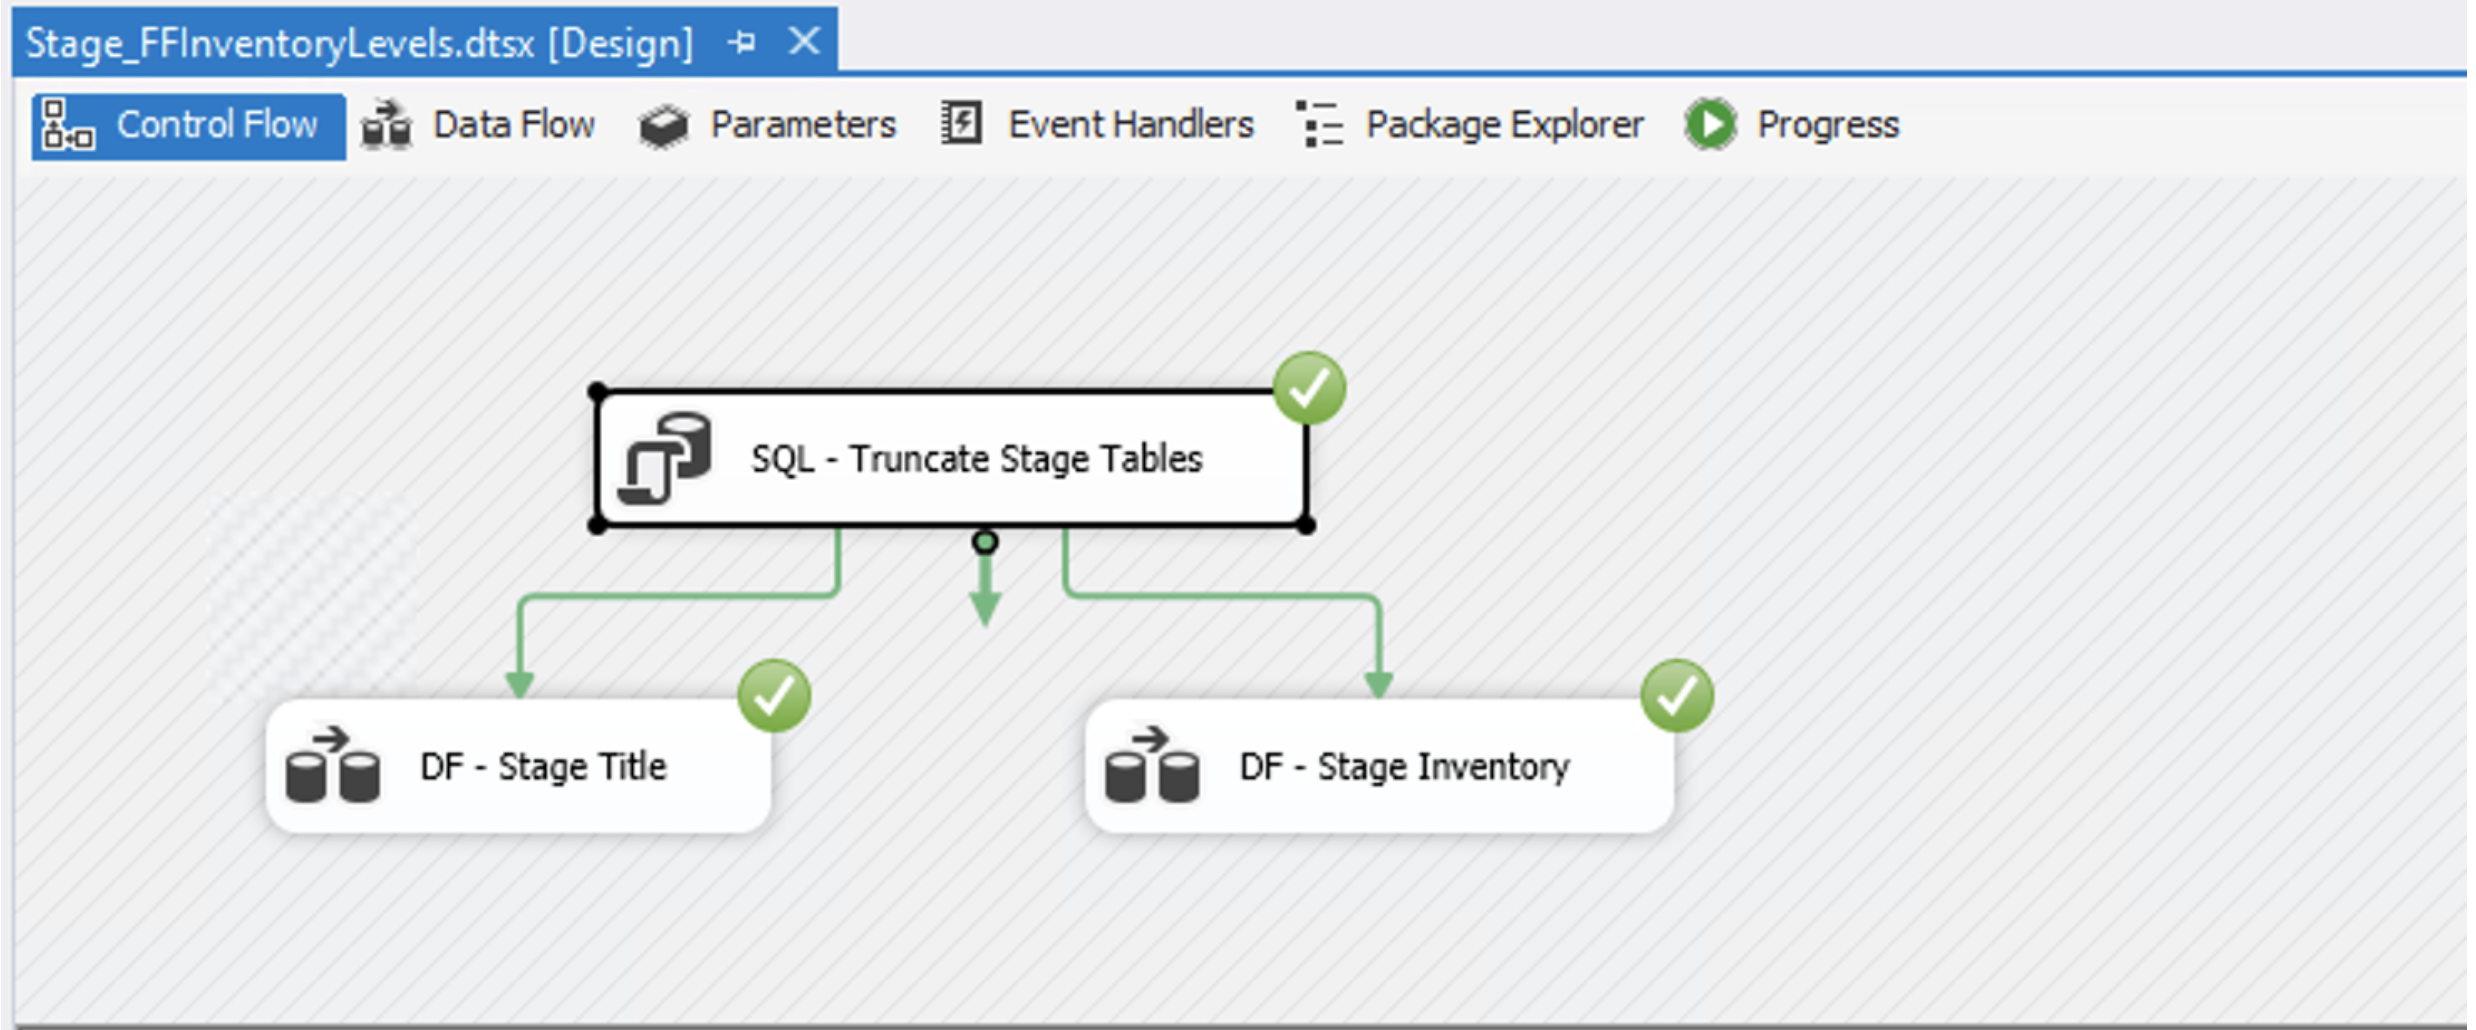 Stage_FFInventoryLevels.dtsx [Design]
Control Flow Data Flow Parameters Event Handlers Package Explorer Progress
SQL - Truncate Stage Tables
DF - Stage Title
DF - Stage Inventory